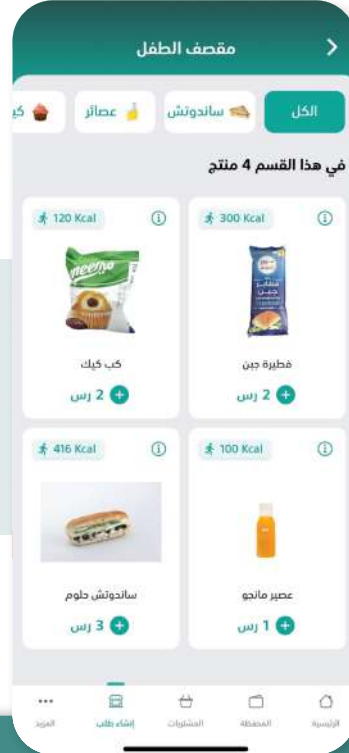 مقصف الطفل
الكل
ساندوتش
عصائر
كي
في هذا القسم 4 منتج
300 Kcal
120 Kcal
فطيرة جبن
كب كيك
2 رس
2 رس
100 Kcal
416 Kcal
عصير مانجو
ساندوتش حلوم
1 رس
3 رس
الرئيسية
المحفظة
المشتريات
إنشاء طلب
المزيد